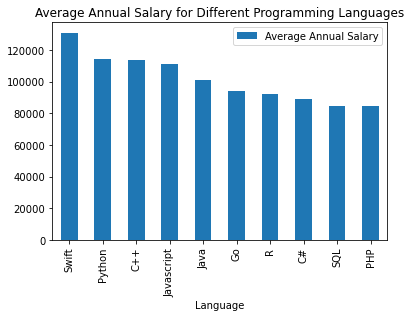 Average Annual Salary for Different Programming Languages
Average Annual Salary
120000
100000
80000
60000
40000
20000
0
Swift
Python
C++
Javascript
Java
Go
R
C#
SQL
PHP
Language